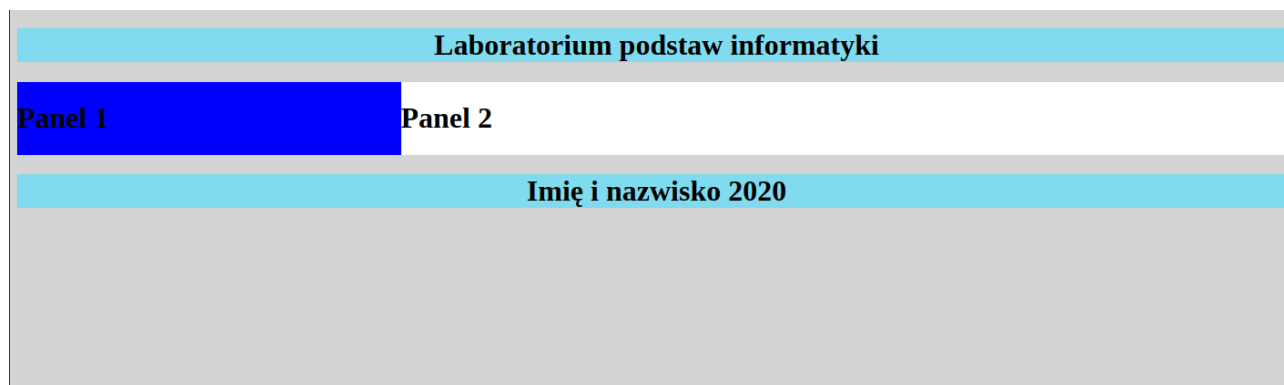 Laboratorium podstaw informatyki
Panel 1
Panel 2
Imię i nazwisko 2020